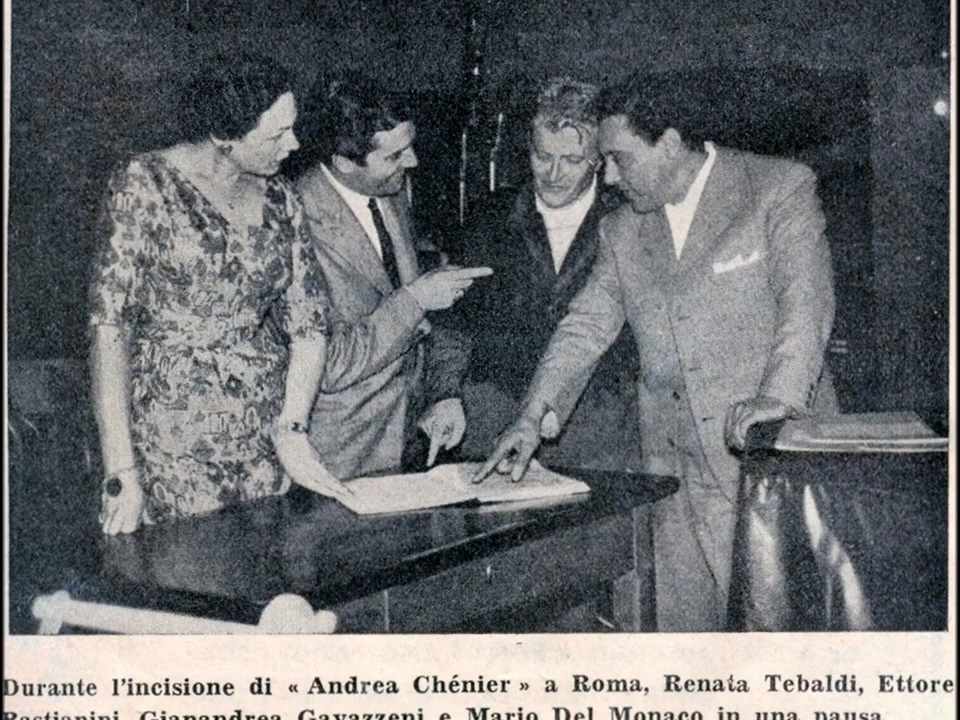 Durante l'incisione di « Andrea Chénier » a Roma, Renata Tebaldi, Ettore
Bastianini, Gianandrea Gavazzeni e Mario Del Monaco in una pausa